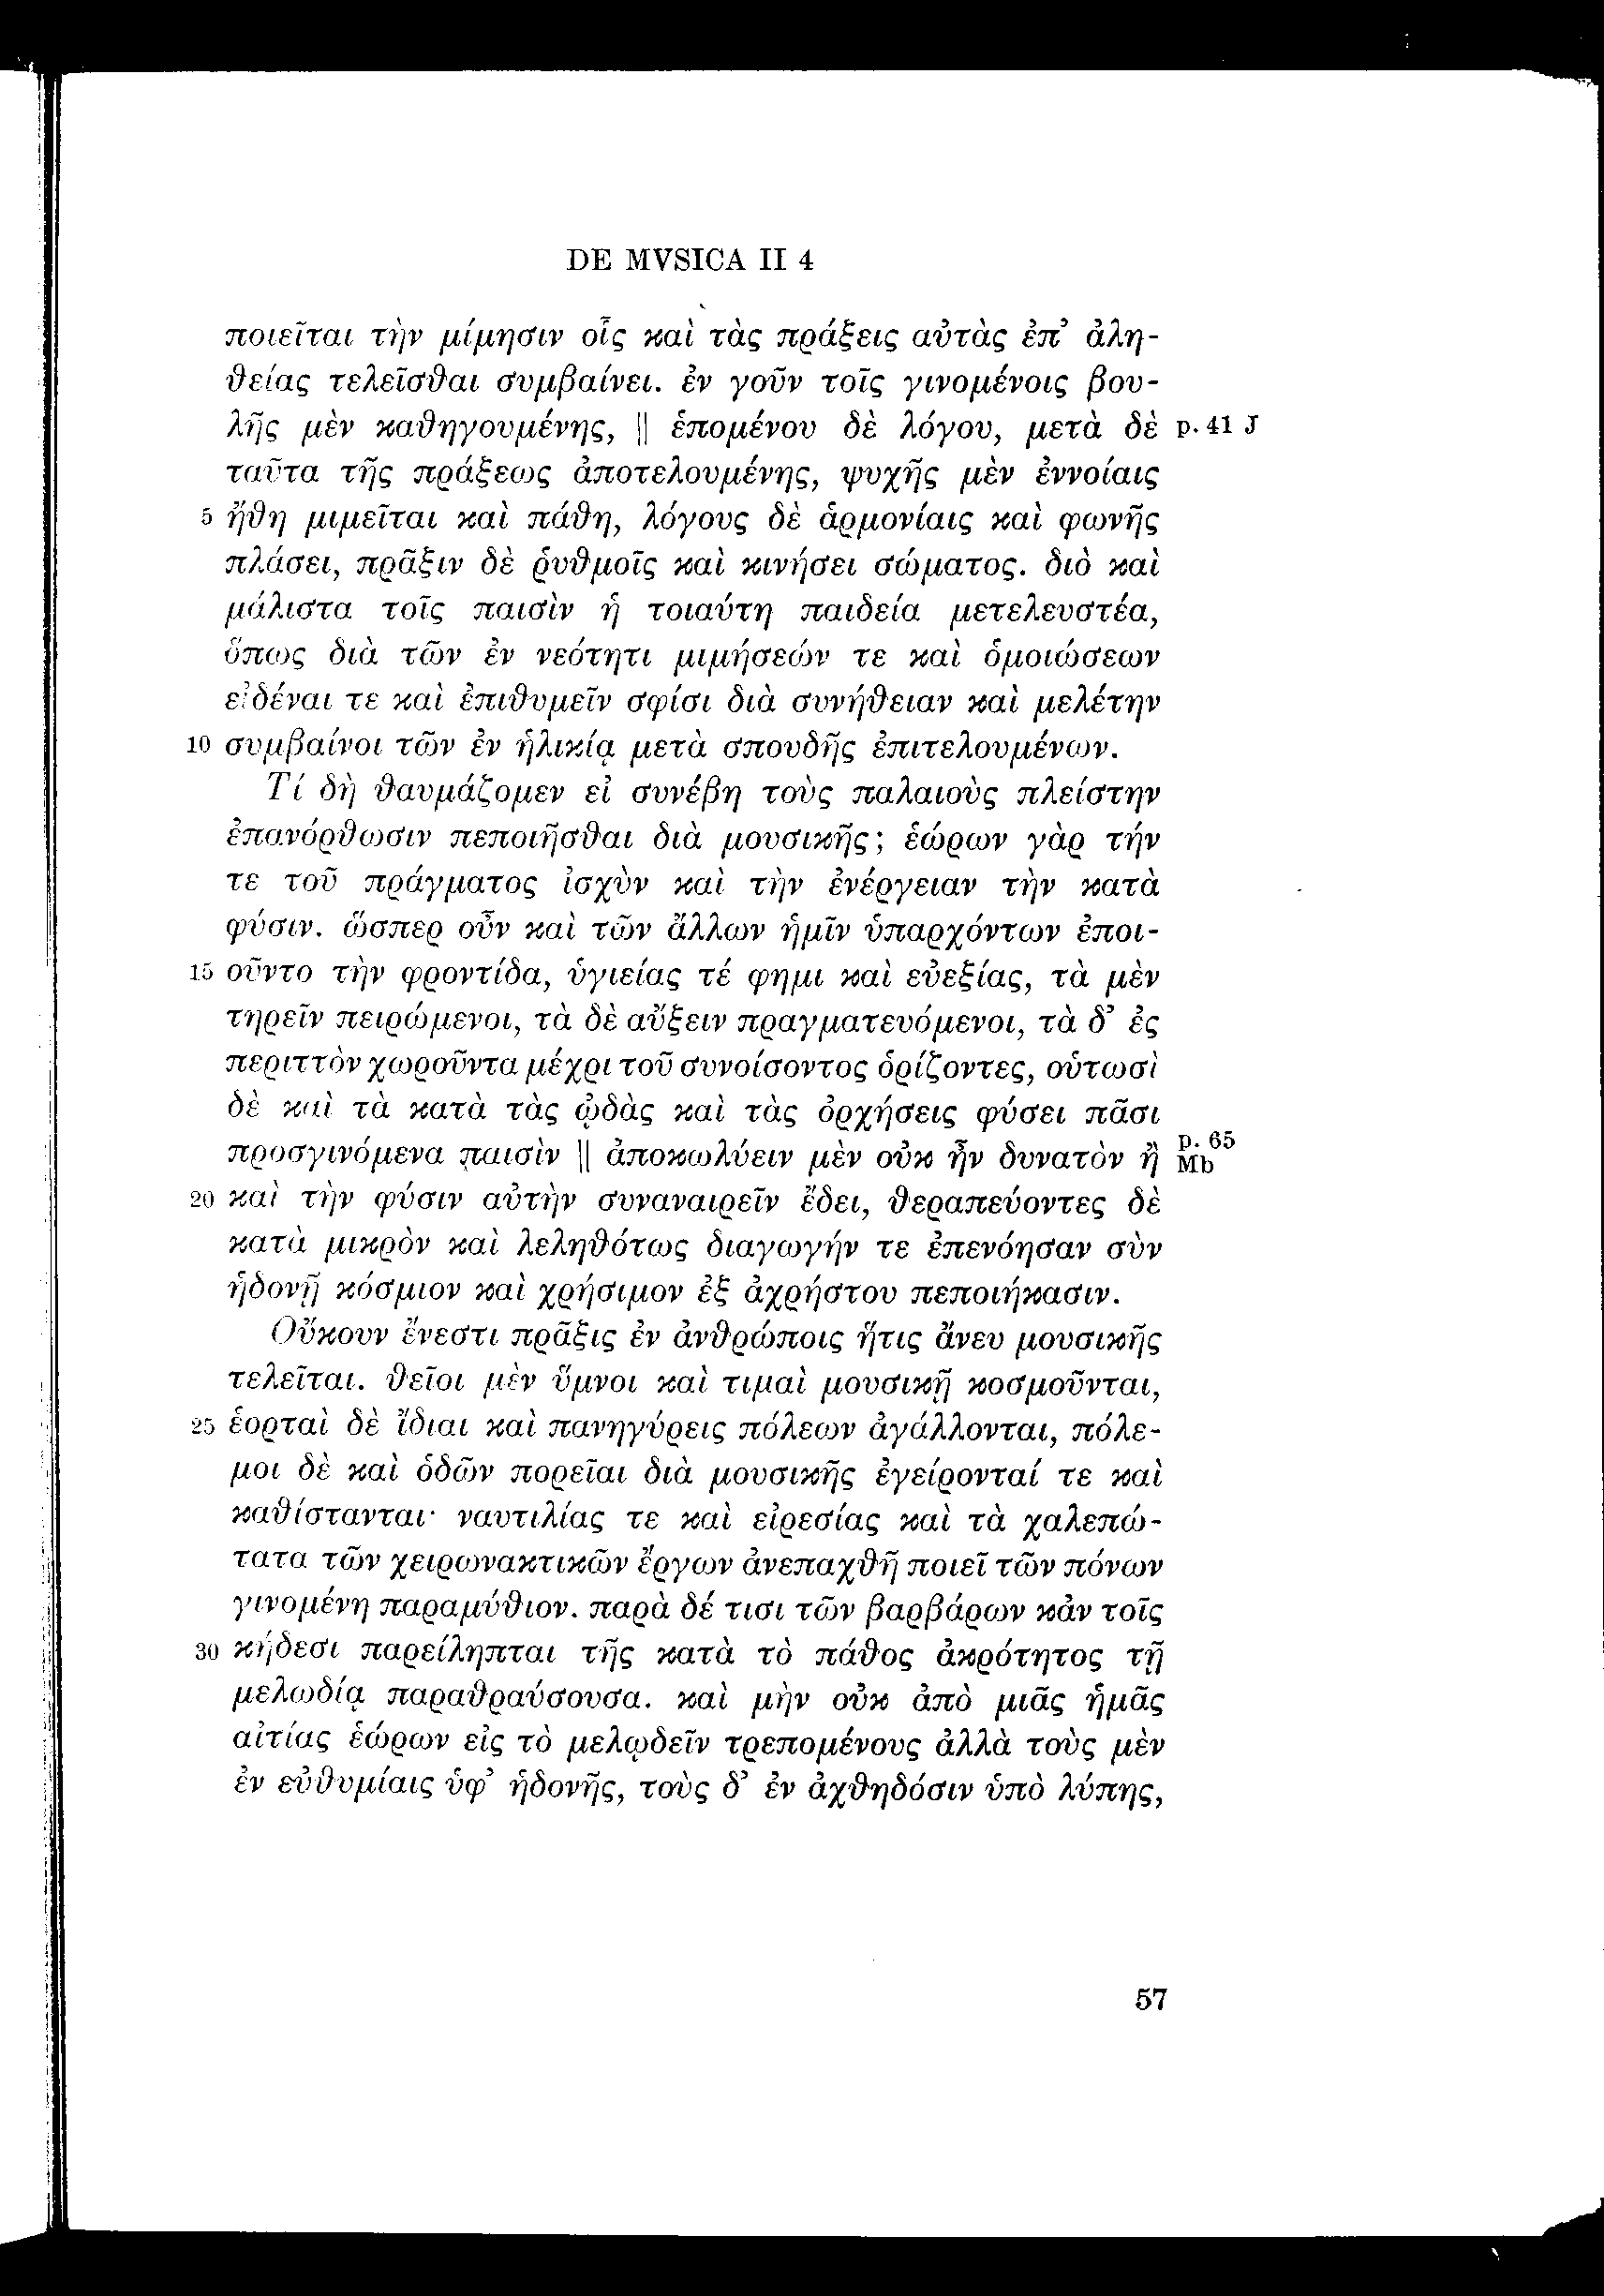 DE MVSICA II 4
ποιεῖται τὴν μίμησιν οἷς καὶ τὰς πράξεις αὐτὰς ἐπ’ ἀλη-
θείας τελεῖσθαι συμβαίνει. ἐν γοῦν τοῖς γινομένοις βου-
λῆς μὲν καθηγουμένης, || ἑπομένου δὲ λόγου, μετὰ δὲ p. 41 J
ταῦτα τῆς πράξεως ἀποτελουμένης, ψυχῆς μὲν ἐννοίαις
5 ἤθη μιμεῖται καὶ πάθη, λόγους δὲ ἁρμονίαις καὶ φωνῆς
πλάσει, πρᾶξιν δὲ ῥυθμοῖς καὶ κινήσει σώματος. διὸ καὶ
μάλιστα τοῖς παισὶν ἡ τοιαύτη παιδεία μετελευστέα,
ὅπως διὰ τῶν ἐν νεότητι μιμήσεών τε καὶ ὁμοιώσεων
εἰδέναι τε καὶ ἐπιθυμεῖν σφίσι διὰ συνήθειαν καὶ μελέτην
10 συμβαίνοι τῶν ἐν ἡλικίᾳ μετὰ σπουδῆς ἐπιτελουμένων.
Τί δὴ θαυμάζομεν εἰ συνέβη τοὺς παλαιοὺς πλείστην
ἐπανόρθωσιν πεποιῆσθαι διὰ μουσικῆς; ἑώρων γὰρ τήν
τε τοῦ πράγματος ἰσχὺν καὶ τὴν ἐνέργειαν τὴν κατὰ
φύσιν. ὥσπερ οὖν καὶ τῶν ἄλλων ἡμῖν ὑπαρχόντων ἐποι-
15 οῦντο τὴν φροντίδα, ὑγιείας τέ φημι καὶ εὐεξίας, τὰ μὲν
τηρεῖν πειρώμενοι, τὰ δὲ αὔξειν πραγματευόμενοι, τὰ δ’ ἐς
περιττὸν χωροῦντα μέχρι τοῦ συνοίσοντος ὁρίζοντες, οὑτωσὶ
δὲ καὶ τὰ κατὰ τὰς ᾠδὰς καὶ τὰς ὀρχήσεις φύσει πᾶσι
προσγινόμενα παισὶν || ἀποκωλύειν μὲν οὐκ ἦν δυνατὸν ἢ p. 65 Mb
20 καὶ τὴν φύσιν αὐτὴν συναναιρεῖν ἔδει, θεραπεύοντες δὲ
κατὰ μικρὸν καὶ λεληθότως διαγωγήν τε ἐπενόησαν σὺν
ἡδονῇ κόσμιον καὶ χρήσιμον ἐξ ἀχρήστου πεποιήκασιν.
Οὔκουν ἔνεστι πρᾶξις ἐν ἀνθρώποις ἥτις ἄνευ μουσικῆς
τελεῖται. θεῖοι μὲν ὕμνοι καὶ τιμαὶ μουσικῇ κοσμοῦνται,
25 ἑορταὶ δὲ ἴδιαι καὶ πανηγύρεις πόλεων ἀγάλλονται, πόλε-
μοι δὲ καὶ ὁδῶν πορεῖαι διὰ μουσικῆς ἐγείρονταί τε καὶ
καθίστανται· ναυτιλίας τε καὶ εἰρεσίας καὶ τὰ χαλεπώ-
τατα τῶν χειρωνακτικῶν ἔργων ἀνεπαχθῆ ποιεῖ τῶν πόνων
γινομένη παραμύθιον. παρὰ δέ τισι τῶν βαρβάρων κἀν τοῖς
30 κήδεσι παρείληπται τῆς κατὰ τὸ πάθος ἀκρότητος τῇ
μελωδίᾳ παραθραύσουσα. καὶ μὴν οὐκ ἀπὸ μιᾶς ἡμᾶς
αἰτίας ἑώρων εἰς τὸ μελῳδεῖν τρεπομένους ἀλλὰ τοὺς μὲν
ἐν εὐθυμίαις ὑφ’ ἡδονῆς, τοὺς δ’ ἐν ἀχθηδόσιν ὑπὸ λύπης,
57